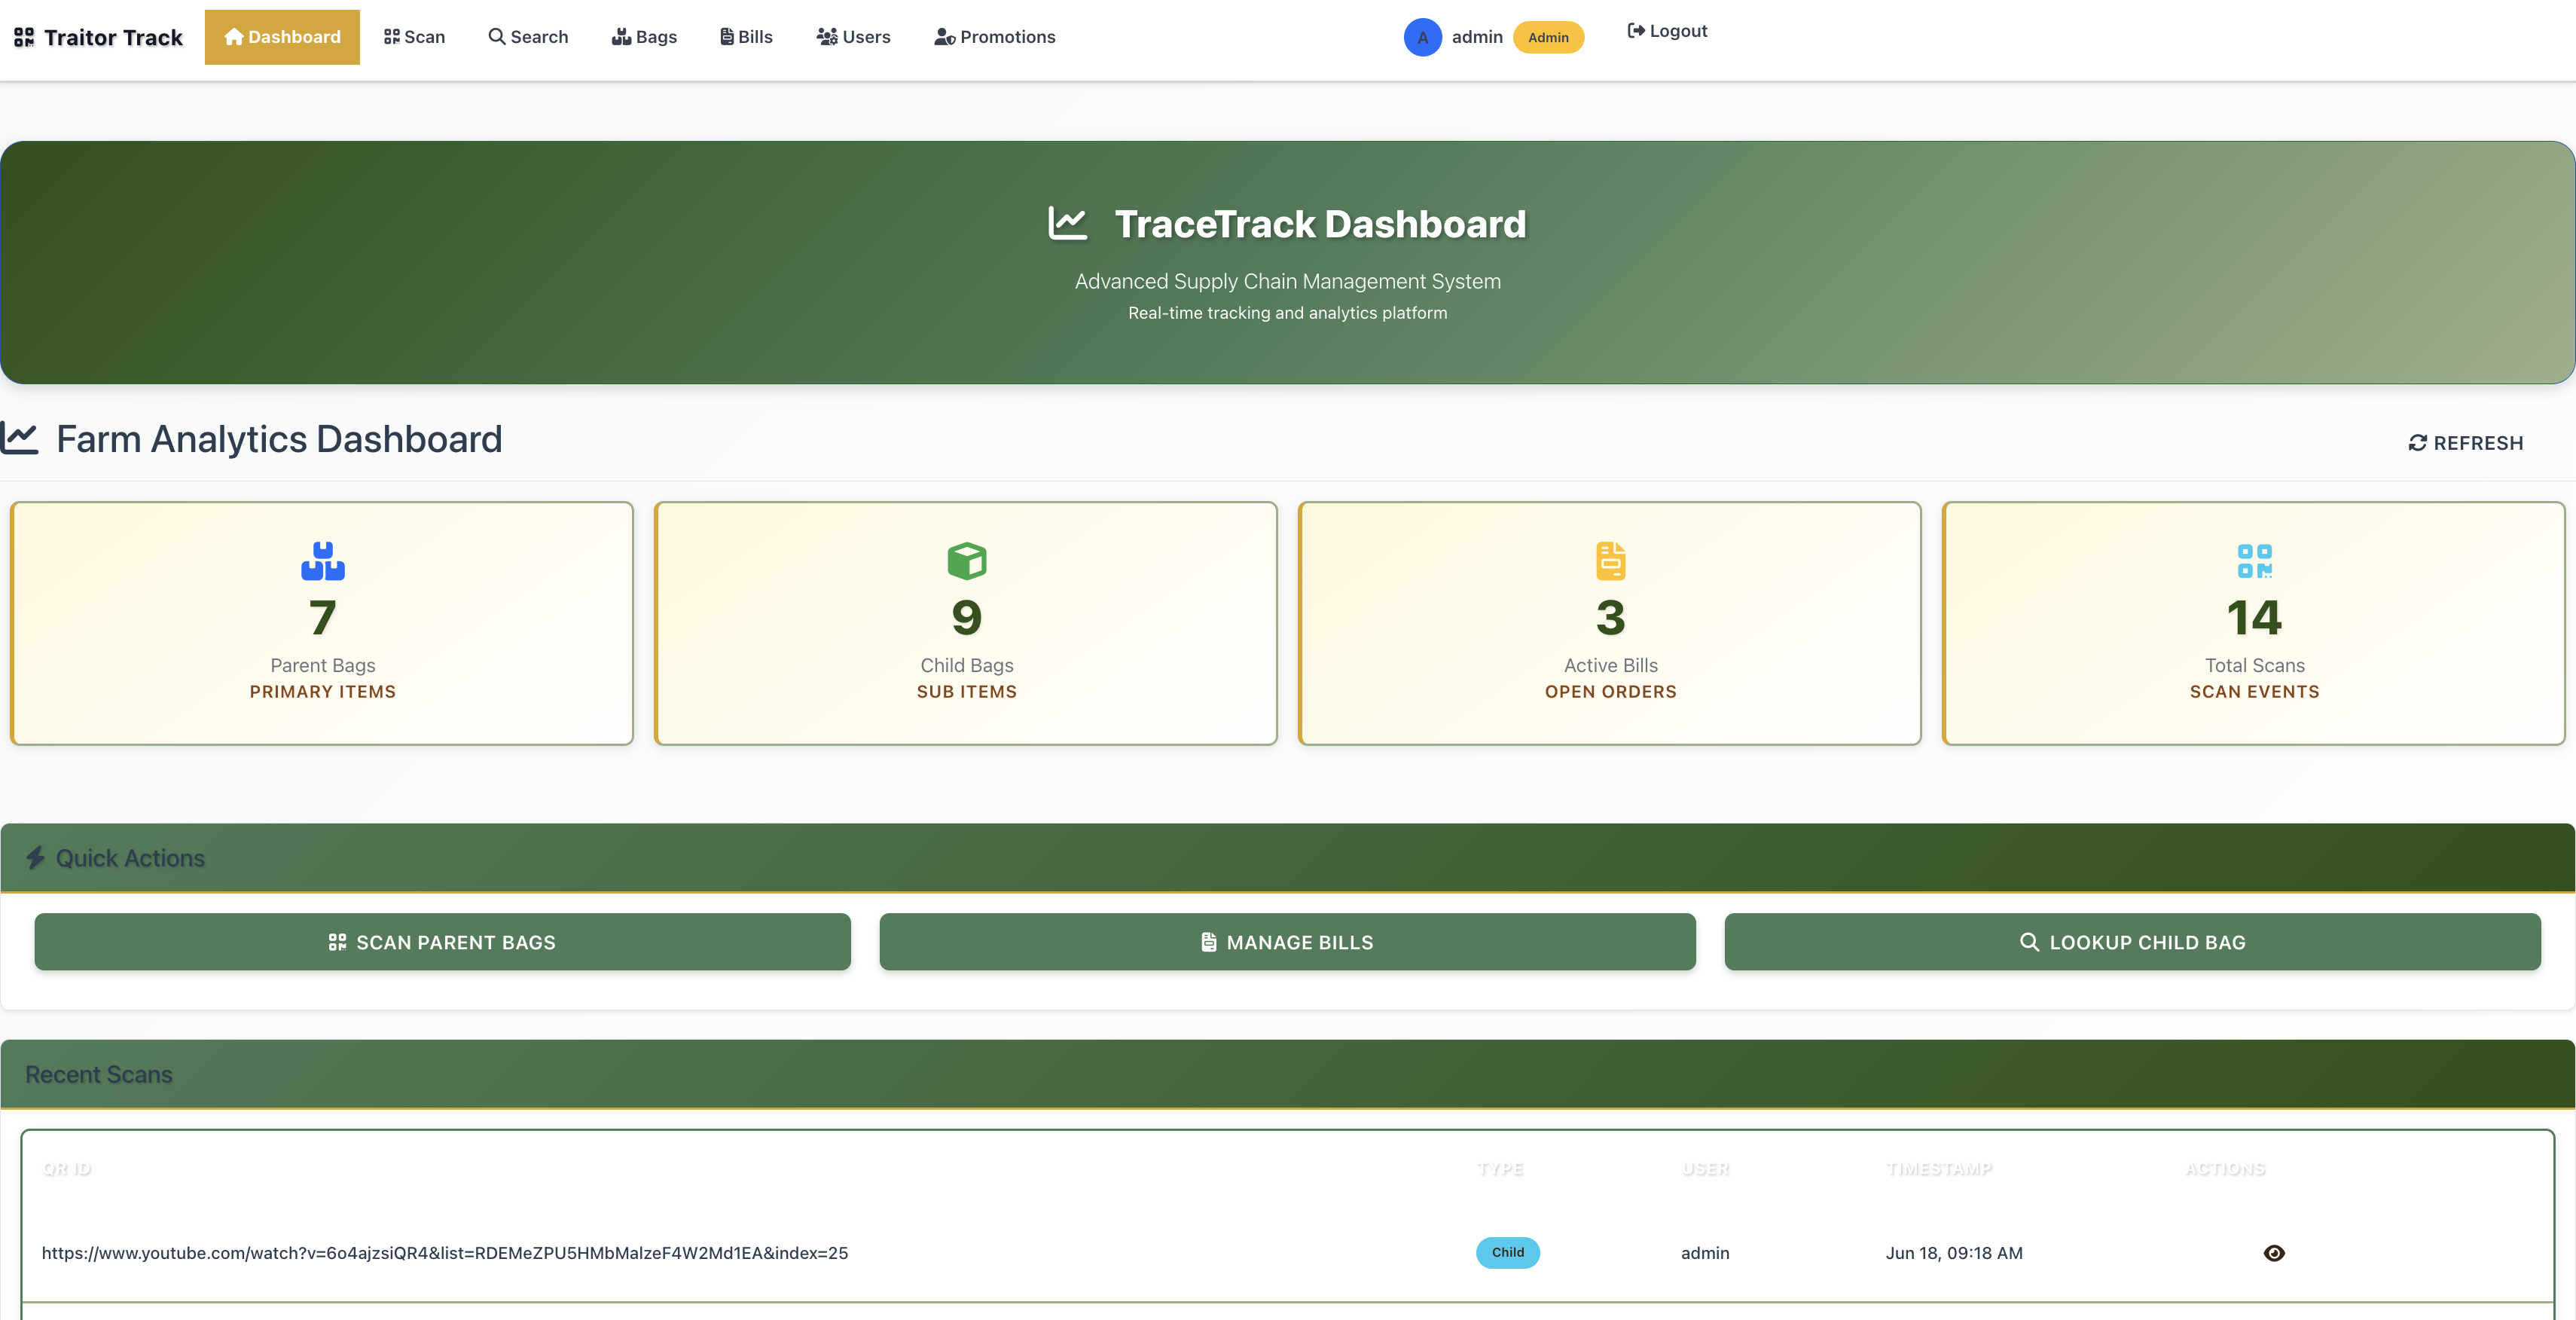 Traitor Track Dashboard Scan Search Bags Bills Users Promotions A admin Admin Logout
TraceTrack Dashboard
Advanced Supply Chain Management System
Real-time tracking and analytics platform
Farm Analytics Dashboard REFRESH
7 9 3 14
Parent Bags Child Bags Active Bills Total Scans
PRIMARY ITEMS SUB ITEMS OPEN ORDERS SCAN EVENTS
Quick Actions
SCAN PARENT BAGS MANAGE BILLS LOOKUP CHILD BAG
Recent Scans
QR ID TYPE USER TIMESTAMP ACTIONS
https://www.youtube.com/watch?v=6o4ajzsiQR4&list=RDEMeZPU5HMbMalzeF4W2Md1EA&index=25 Child admin Jun 18, 09:18 AM